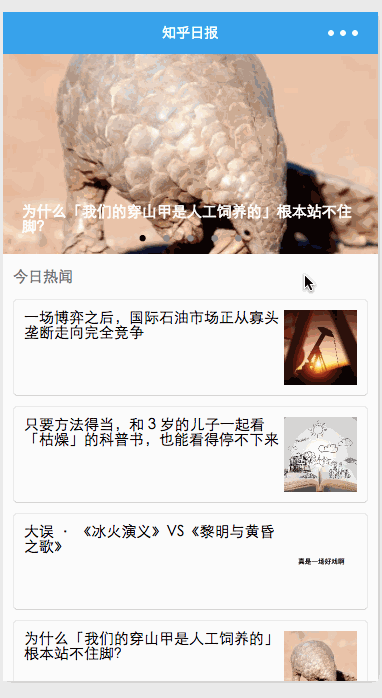 知乎日报
为什么「我们的穿山甲是人工饲养的」根本站不住
脚？
今日热闻
一场博弈之后，国际石油市场正从寡头
垄断走向完全竞争
只要方法得当，和 3 岁的儿子一起看
「枯燥」的科普书，也能看得停不下来
大误 · 《冰火演义》VS《黎明与黄昏
之歌》
真是一场好戏啊
为什么「我们的穿山甲是人工饲养的」
根本站不住脚？